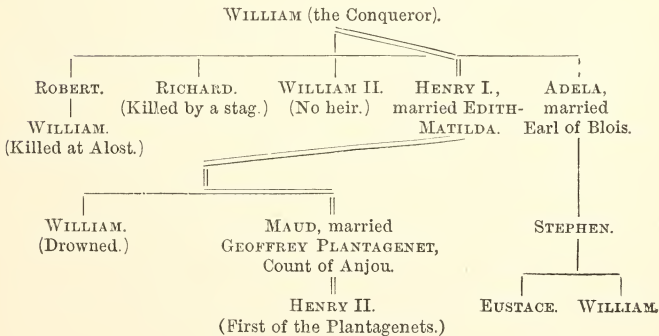 WILLIAM (the Conqueror).
ROBERT. RICHARD. WILLIAM II. HENRY I., ADELA,
(Killed by a stag.) (No heir.) married EDITH- married
WILLIAM. MATILDA. Earl of Blois.
(Killed at Alost.)
WILLIAM. MAUD, married STEPHEN.
(Drowned.) GEOFFREY PLANTAGENET,
Count of Anjou.
HENRY II. EUSTACE. WILLIAM.
(First of the Plantagenets.)